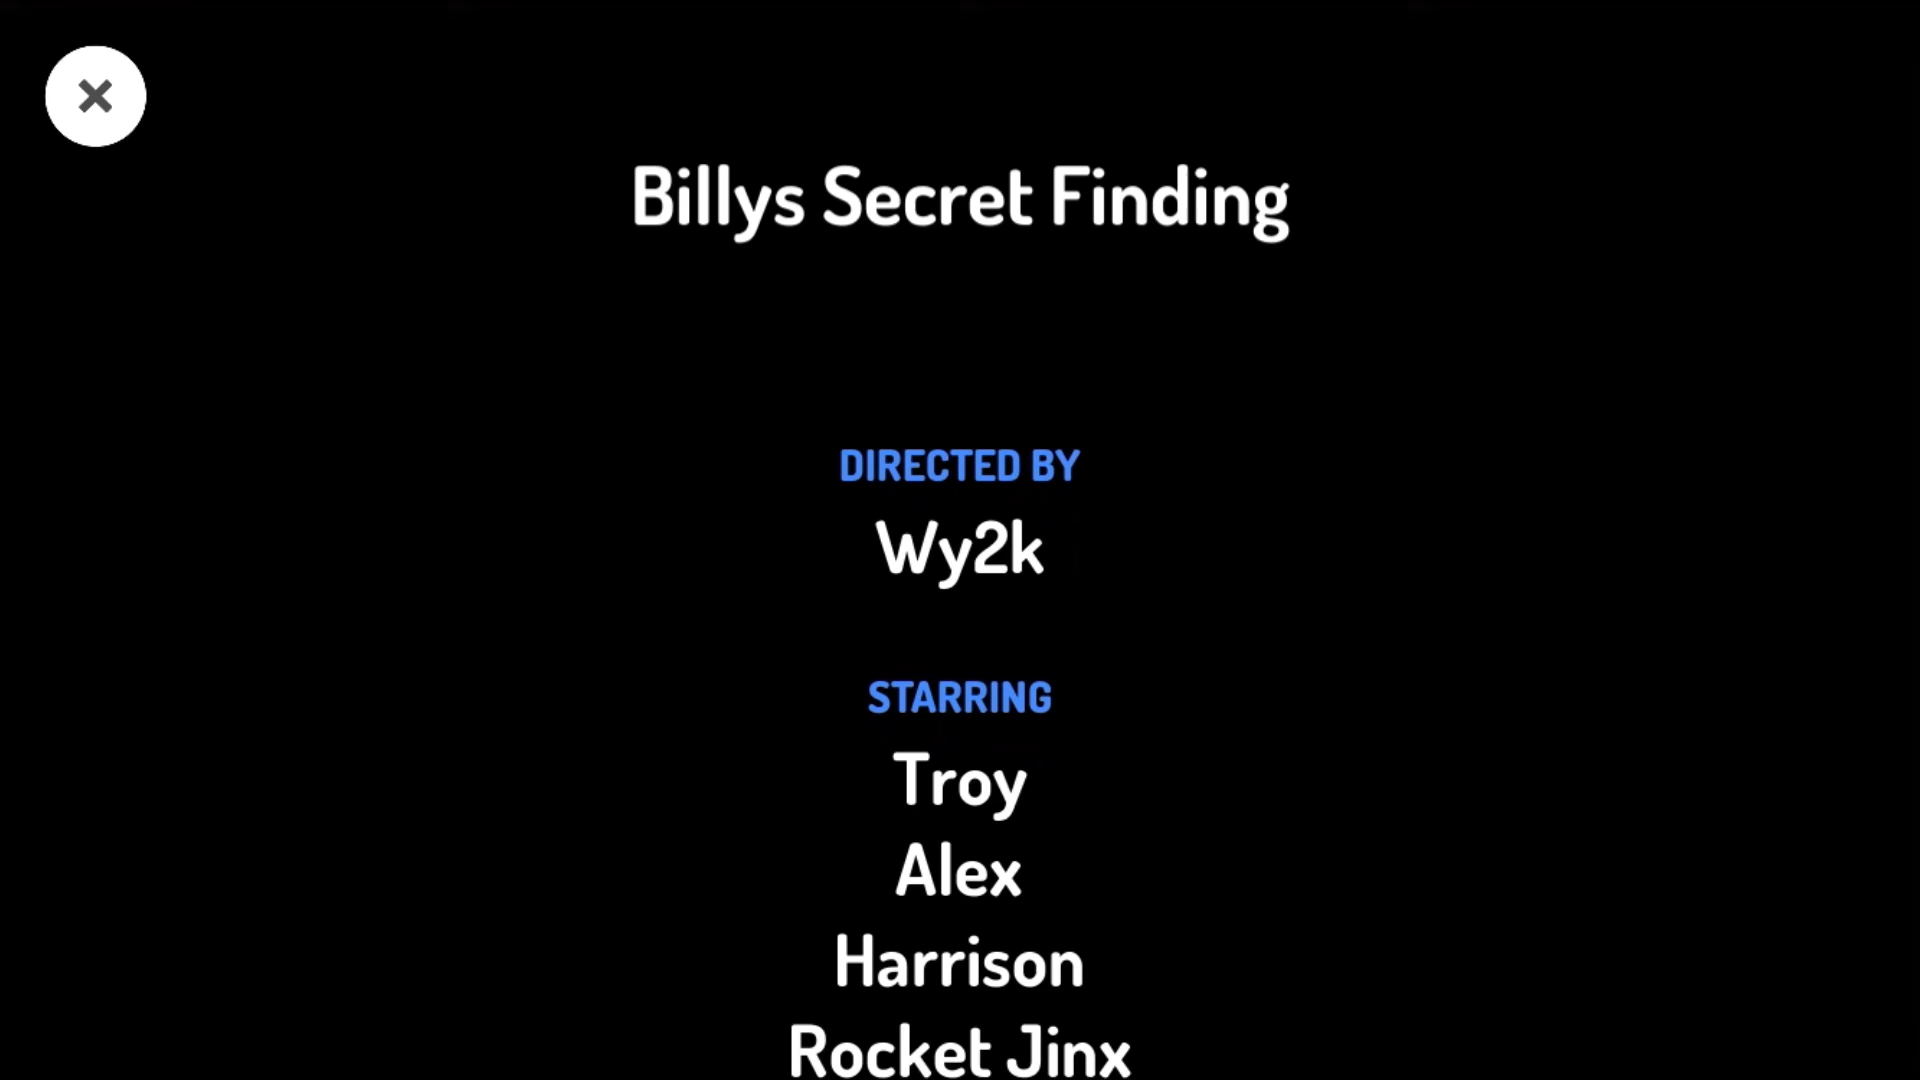 Billys Secret Finding
DIRECTED BY
Wy2k
STARRING
Troy
Alex
Harrison
Rocket Jinx